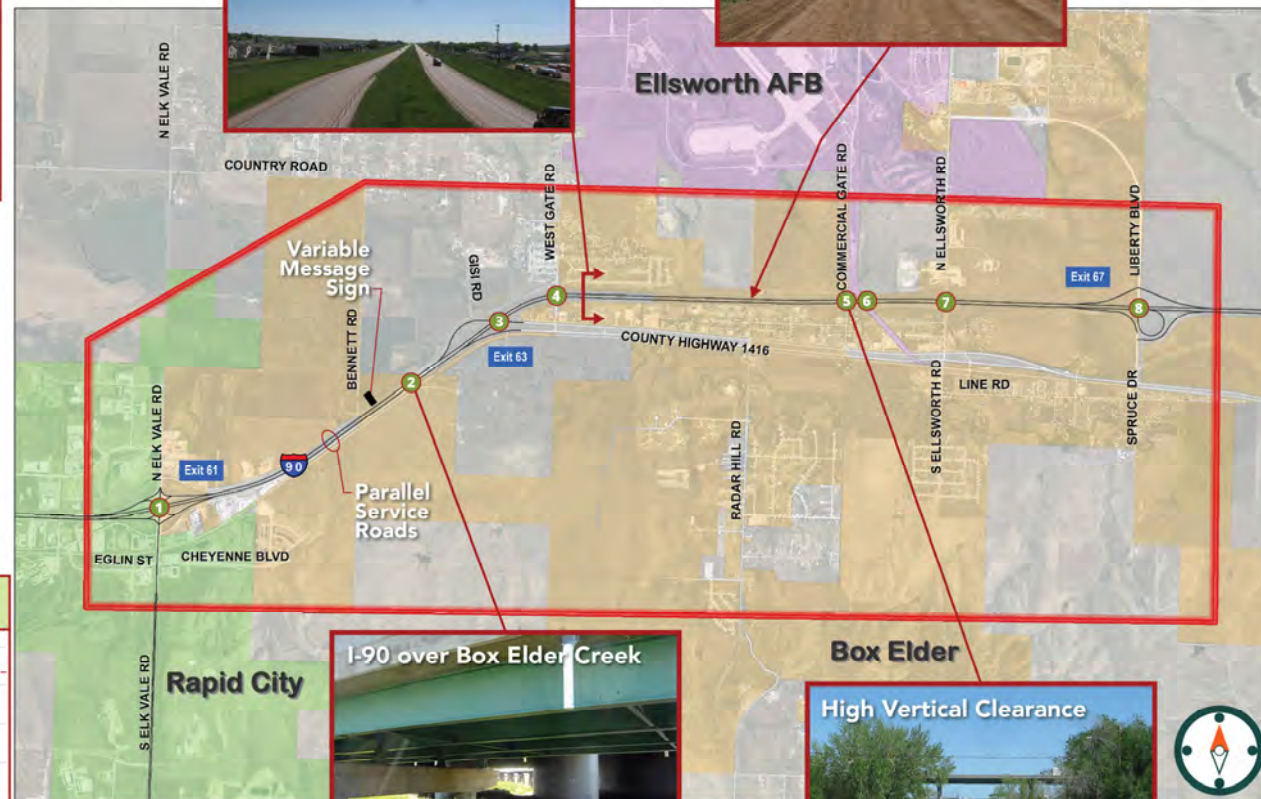 Ellsworth AFB
N ELK VALE RD
COUNTRY ROAD
WEST GATE RD
COMMERCIAL GATE RD
N ELLSWORTH RD
LIBERTY BLVD
Variable
Message
Sign
GISI RD
Exit 67
4
5
6
7
8
3
COUNTY HIGHWAY 1416
Exit 63
BENNETT RD
2
LINE RD
N ELK VALE RD
Exit 61
90
RADAR HILL RD
S ELLSWORTH RD
SPRUCE DR
1
Parallel
Service
Roads
EGLIN ST
CHEYENNE BLVD
I-90 over Box Elder Creek
Box Elder
Rapid City
S ELK VALE RD
High Vertical Clearance